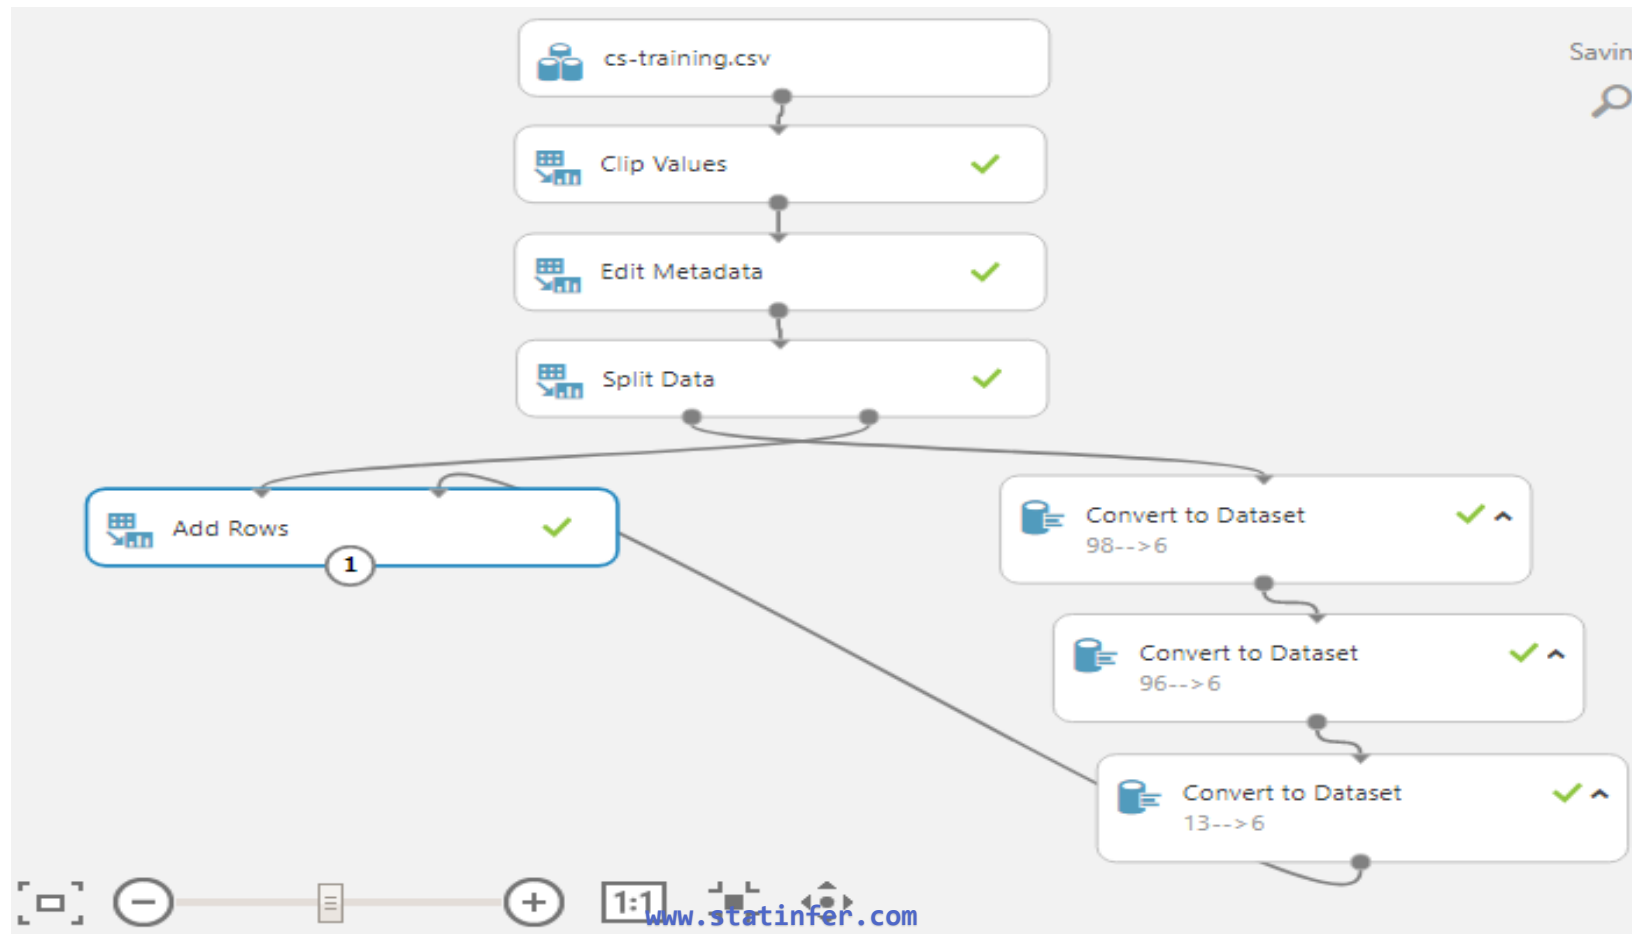 cs-training.csv
Savin
Clip Values
Edit Metadata
Split Data
Add Rows
1
Convert to Dataset
98-->6
Convert to Dataset
96-->6
Convert to Dataset
13-->6
1:1
www.statinfer.com